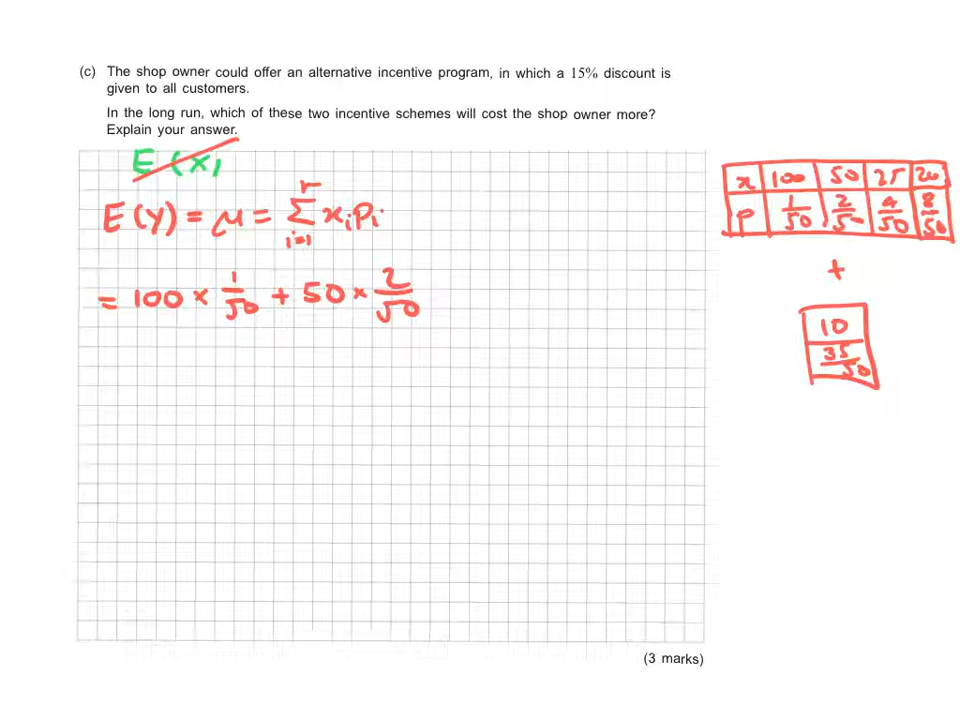 (c) The shop owner could offer an alternative incentive program, in which a 15% discount is
given to all customers.
In the long run, which of these two incentive schemes will cost the shop owner more?
Explain your answer.
E(X)
E(Y) = μ = Σ xᵢpᵢ
r
i=1
= 100 × 1/50 + 50 × 2/50
x 100 50 25 20
P 1/50 2/50 4/50 8/50
+
10
35/50
(3 marks)